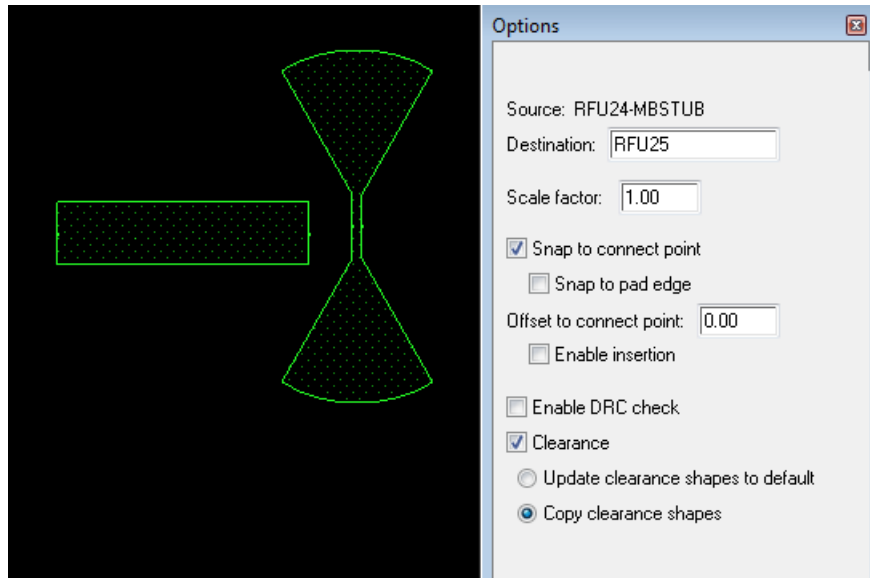 Options
Source: RFU24-MBSTUB
Destination: RFU25
Scale factor: 1.00
Snap to connect point
Snap to pad edge
Offset to connect point: 0.00
Enable insertion
Enable DRC check
Clearance
Update clearance shapes to default
Copy clearance shapes